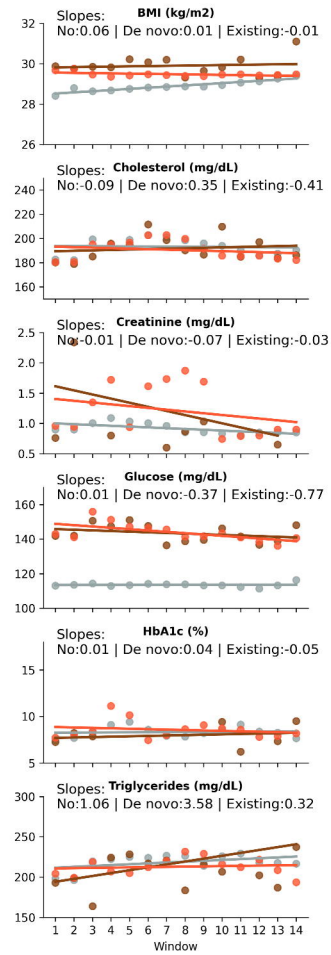 BMI (kg/m2)
Slopes:
No:0.06 | De novo:0.01 | Existing:-0.01
32
30
28
26
Cholesterol (mg/dL)
Slopes:
No:-0.09 | De novo:0.35 | Existing:-0.41
240
220
200
180
160
Creatinine (mg/dL)
Slopes:
No:-0.01 | De novo:-0.07 | Existing:-0.03
2.5
2.0
1.5
1.0
0.5
Glucose (mg/dL)
Slopes:
No:0.01 | De novo:-0.37 | Existing:-0.77
160
140
120
100
HbA1c (%)
Slopes:
No:0.01 | De novo:0.04 | Existing:-0.05
15
10
5
Triglycerides (mg/dL)
Slopes:
No:1.06 | De novo:3.58 | Existing:0.32
300
250
200
150
1 2 3 4 5 6 7 8 9 10 11 12 13 14
Window